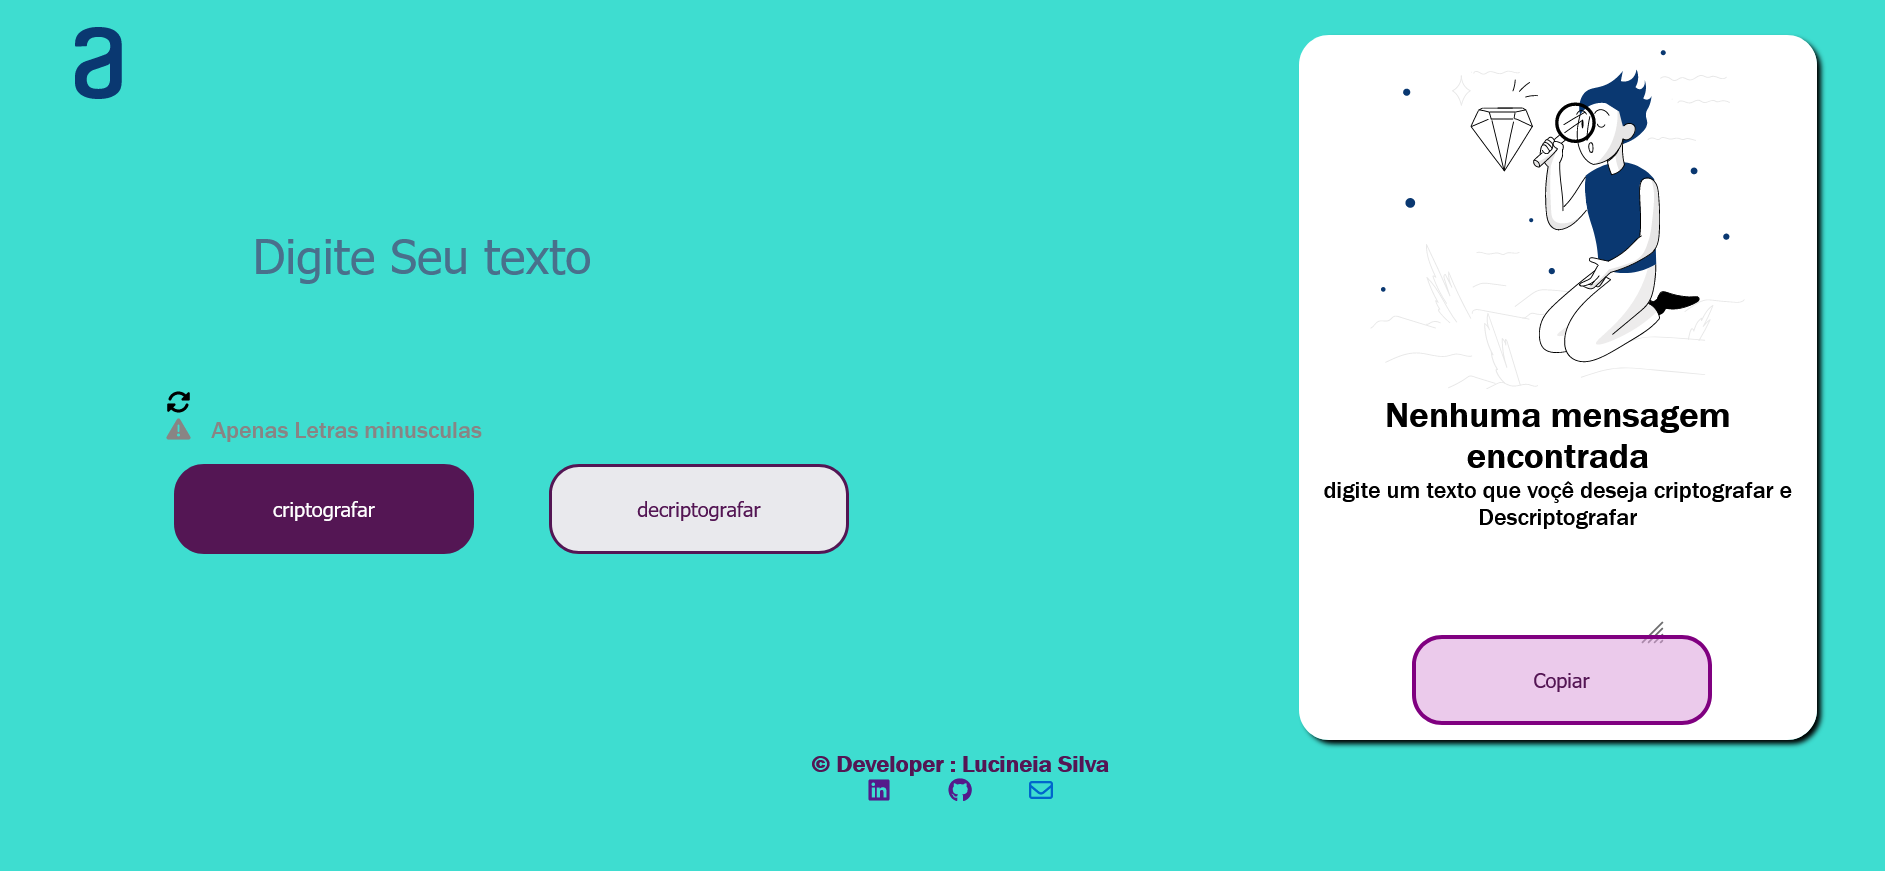 a
Digite Seu texto
Apenas Letras minusculas
criptografar
decriptografar
Nenhuma mensagem
encontrada
digite um texto que voçê deseja criptografar e
Descriptografar
Copiar
© Developer : Lucineia Silva